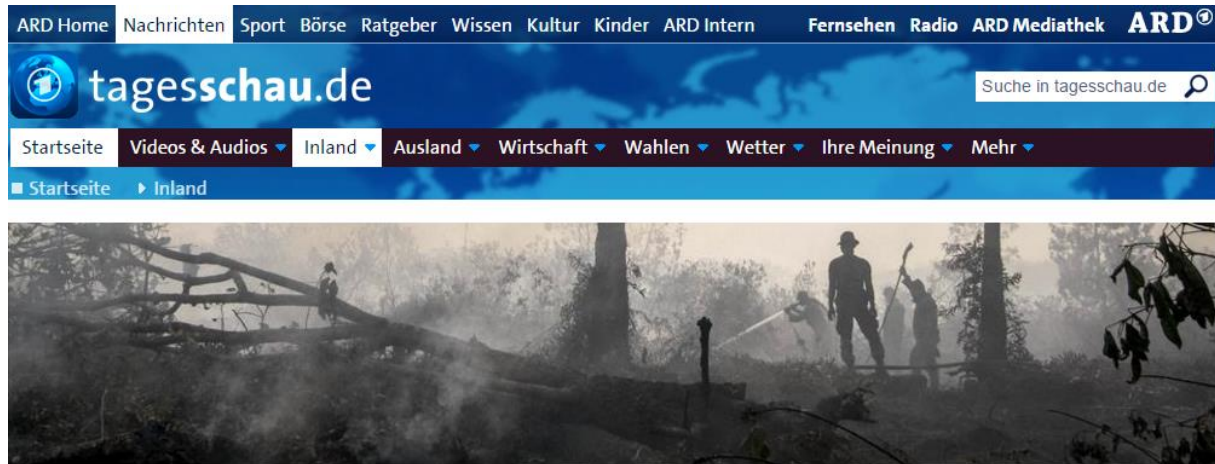 ARD Home Nachrichten Sport Börse Ratgeber Wissen Kultur Kinder ARD Intern Fernsehen Radio ARD Mediathek ARD
tagesschau.de
Suche in tagesschau.de
Startseite Videos & Audios Inland Ausland Wirtschaft Wahlen Wetter Ihre Meinung Mehr
Startseite Inland